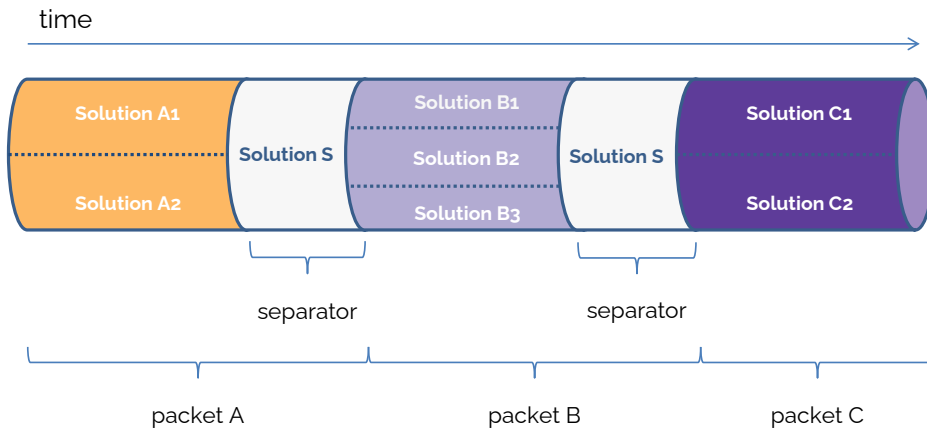 time
Solution A1
Solution A2
Solution S
Solution B1
Solution B2
Solution B3
Solution S
Solution C1
Solution C2
separator
separator
packet A
packet B
packet C